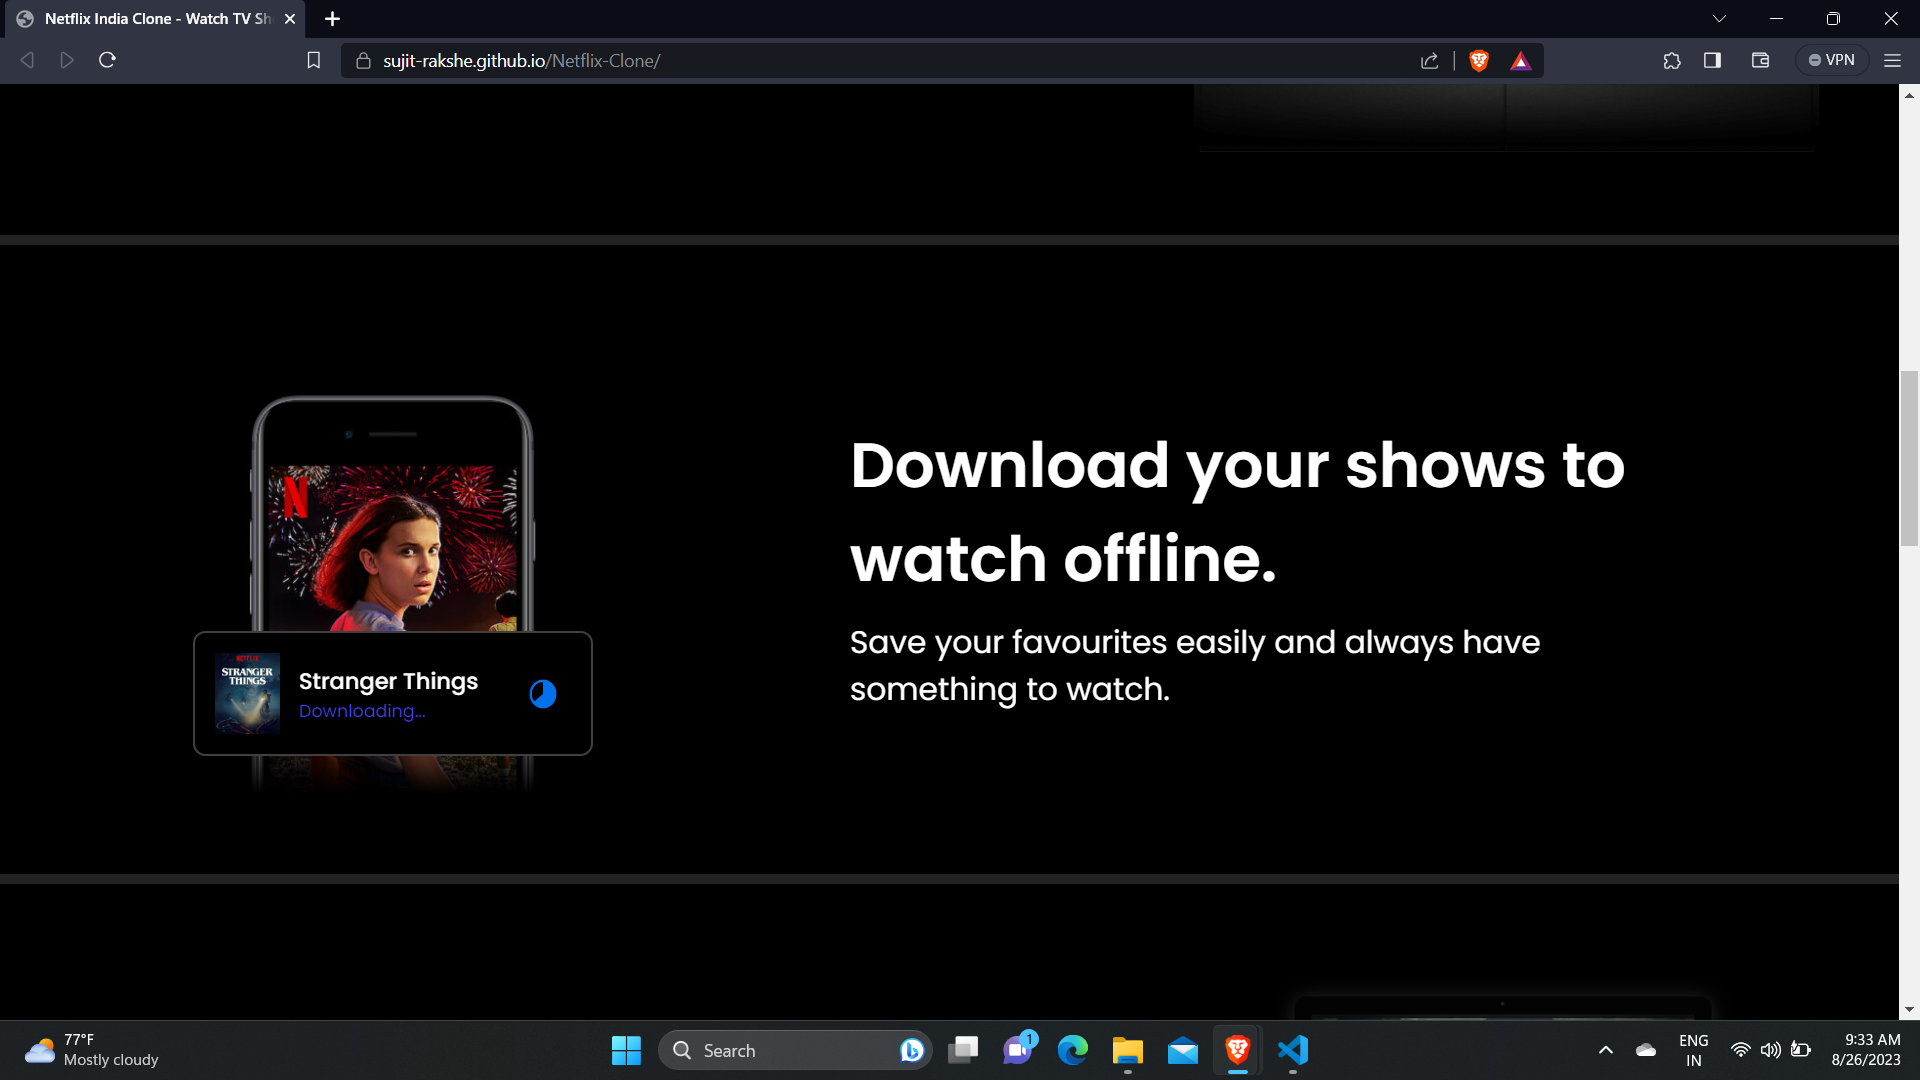 Netflix India Clone - Watch TV Sh
sujit-rakshe.github.io/Netflix-Clone/
VPN
N
Download your shows to
watch offline.
Save your favourites easily and always have
something to watch.
STRANGER
THINGS
Stranger Things
Downloading...
77°F
Mostly cloudy
Search
1
ENG
IN
9:33 AM
8/26/2023